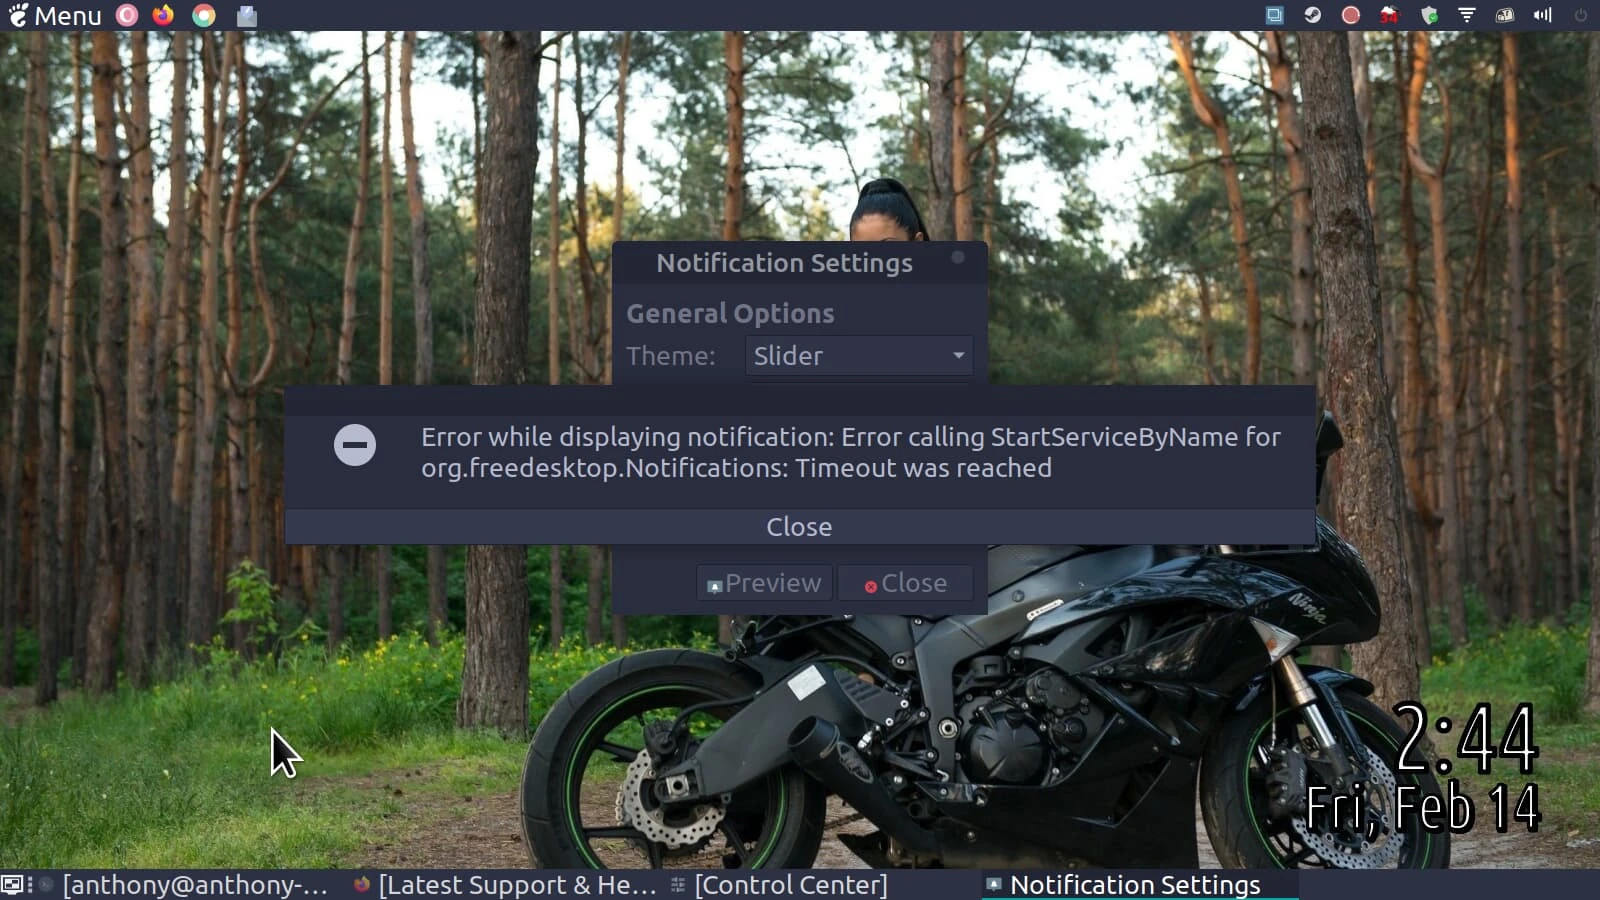 Menu
34
Notification Settings
General Options
Theme: Slider
Error while displaying notification: Error calling StartServiceByName for
org.freedesktop.Notifications: Timeout was reached
Close
Preview Close
Ninja
2:44
Fri, Feb 14
[anthony@anthony-... [Latest Support & He... [Control Center] Notification Settings